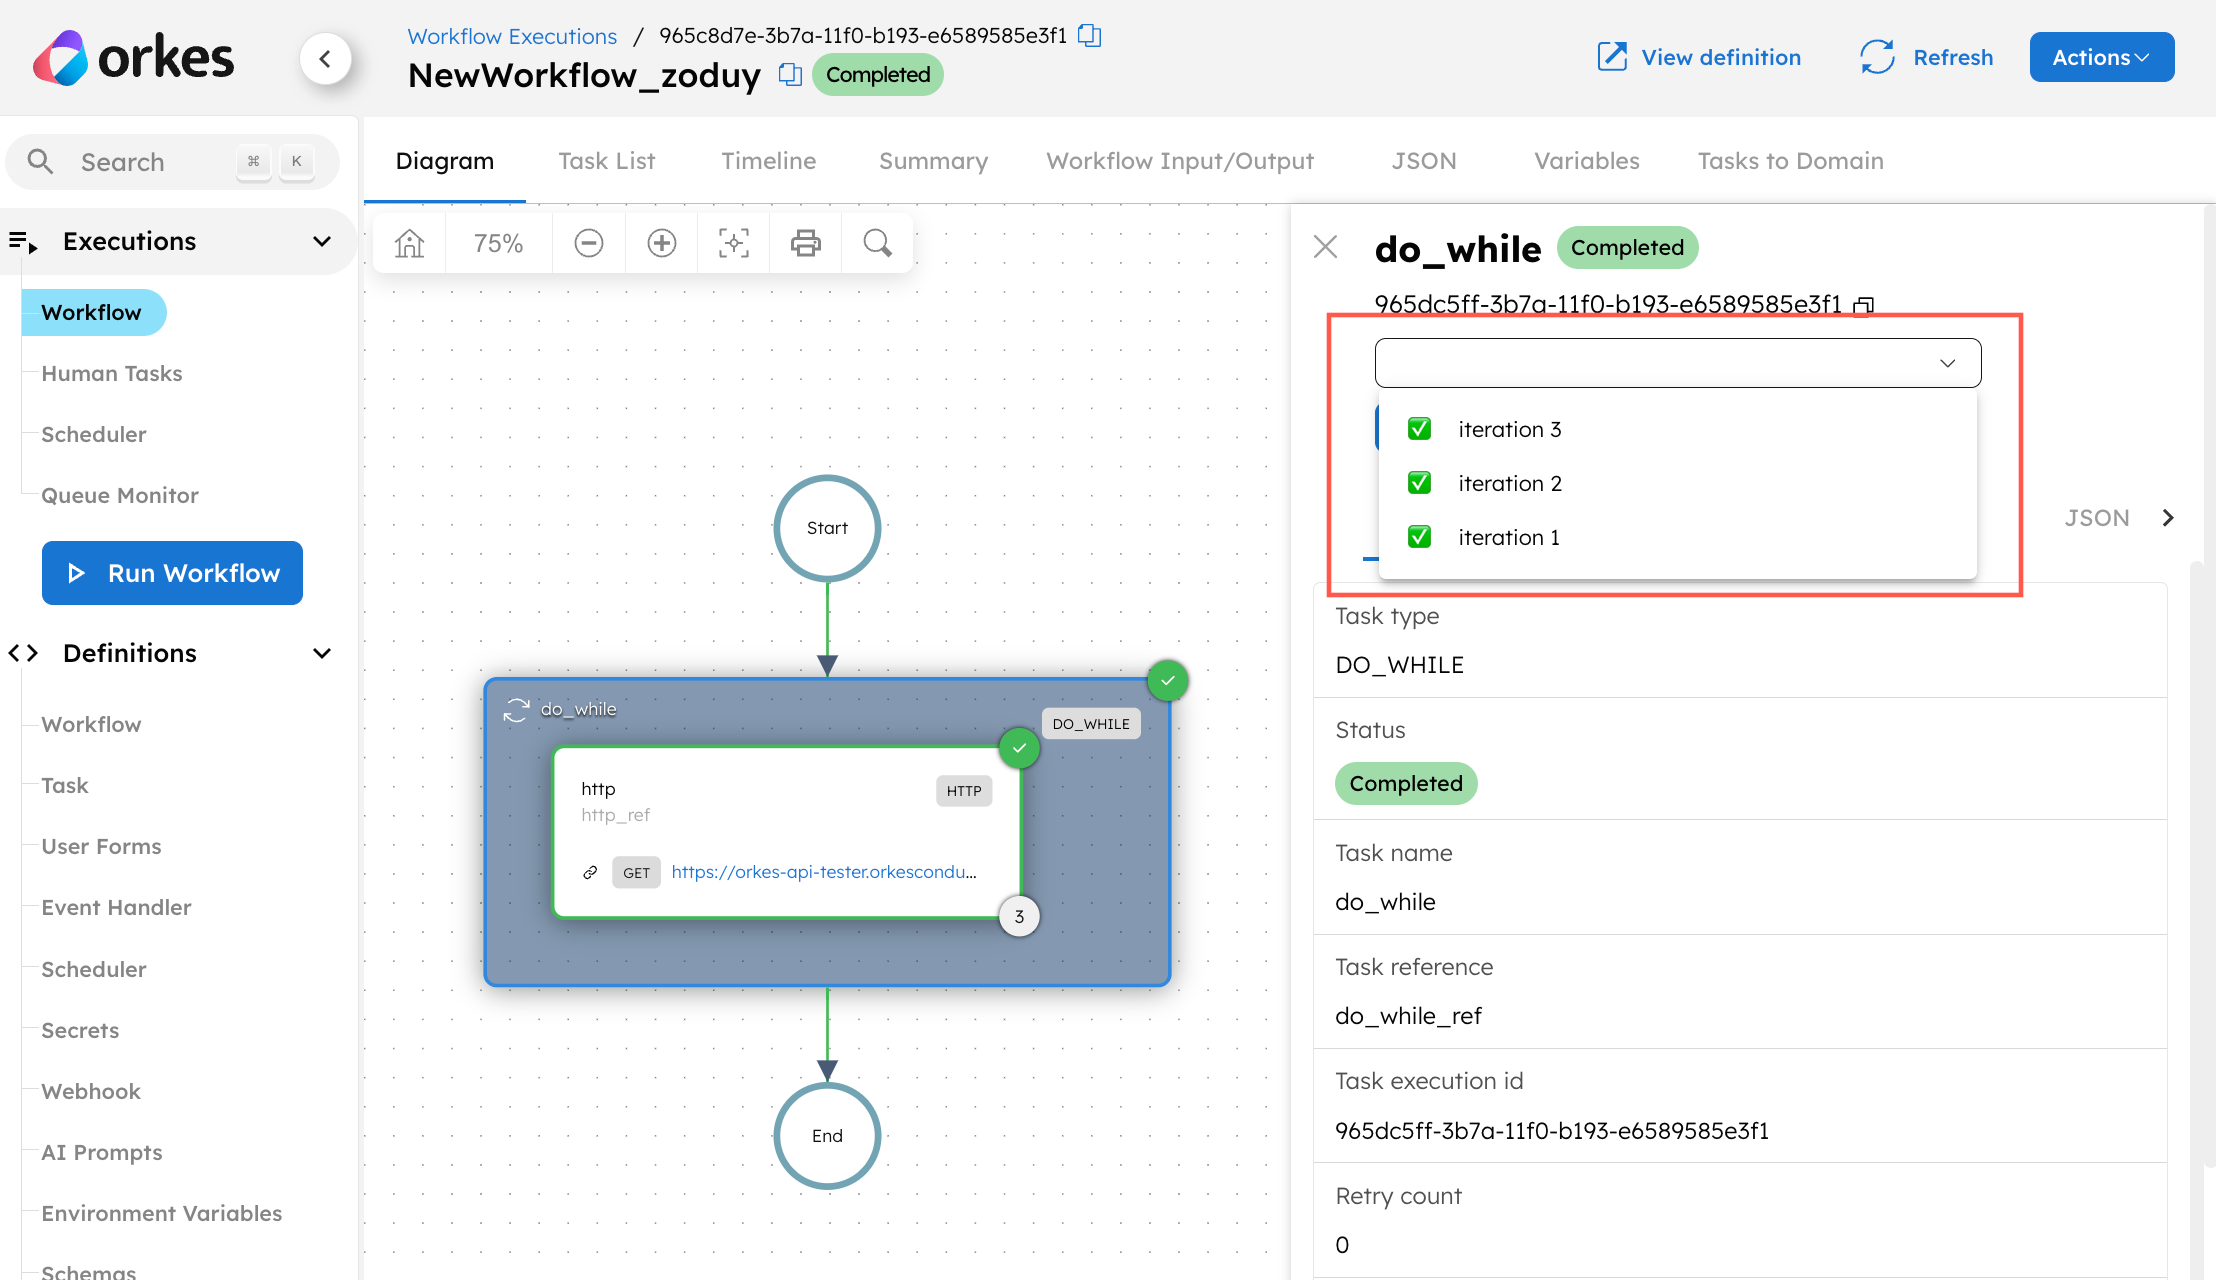 orkes
Workflow Executions / 965c8d7e-3b7a-11f0-b193-e6589585e3f1
NewWorkflow_zoduy Completed
View definition
Refresh
Actions
Search ⌘ K
Executions
Workflow
Human Tasks
Scheduler
Queue Monitor
Run Workflow
Definitions
Workflow
Task
User Forms
Event Handler
Scheduler
Secrets
Webhook
AI Prompts
Environment Variables
Schemas
Diagram Task List Timeline Summary Workflow Input/Output JSON Variables Tasks to Domain
75%
Start
do_while
DO_WHILE
http
HTTP
http_ref
GET https://orkes-api-tester.orkescondu...
3
End
do_while Completed
965dc5ff-3b7a-11f0-b193-e6589585e3f1
iteration 3
iteration 2
iteration 1
JSON
Task type
DO_WHILE
Status
Completed
Task name
do_while
Task reference
do_while_ref
Task execution id
965dc5ff-3b7a-11f0-b193-e6589585e3f1
Retry count
0